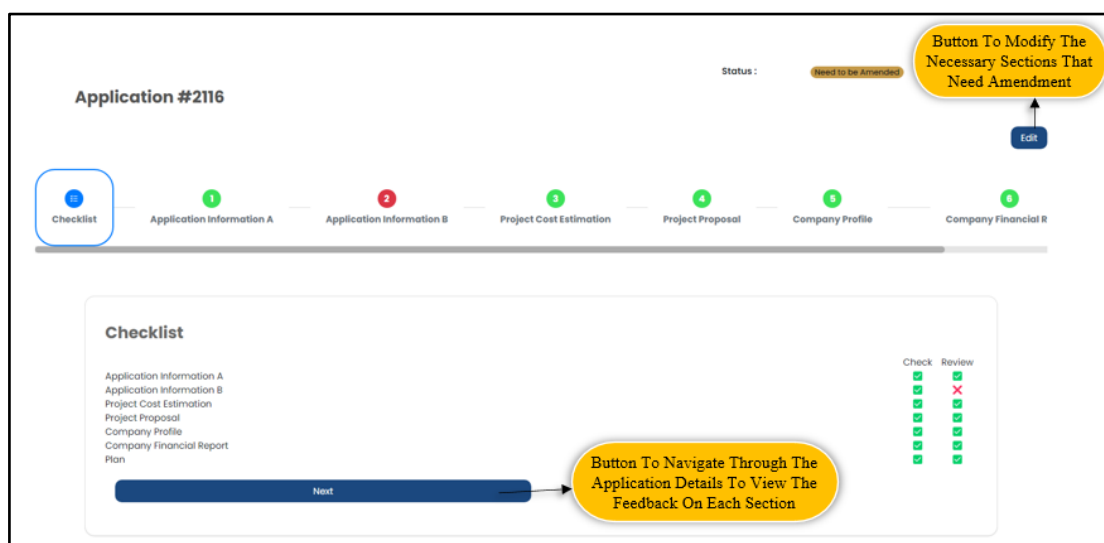 Button To Modify The
Necessary Sections That
Need Amendment
Status :
Need to be Amended
Application #2116
Edit
Checklist
1
Application Information A
2
Application Information B
3
Project Cost Estimation
4
Project Proposal
5
Company Profile
6
Company Financial R
Checklist
Check Review
Application Information A
Application Information B
Project Cost Estimation
Project Proposal
Company Profile
Company Financial Report
Plan
Next
Button To Navigate Through The
Application Details To View The
Feedback On Each Section